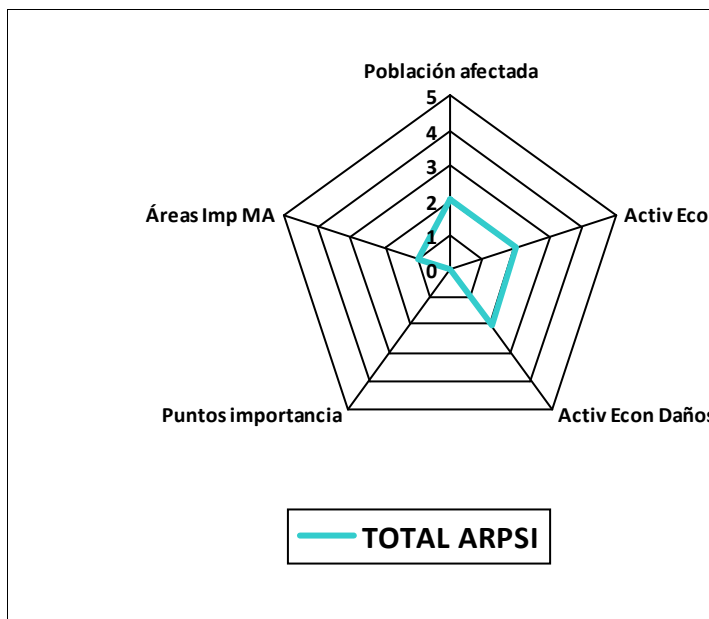 Población afectada
5
4
3
2
1
0
Áreas Imp MA
Activ Eco
Puntos importancia
Activ Econ Daños
TOTAL ARPSI